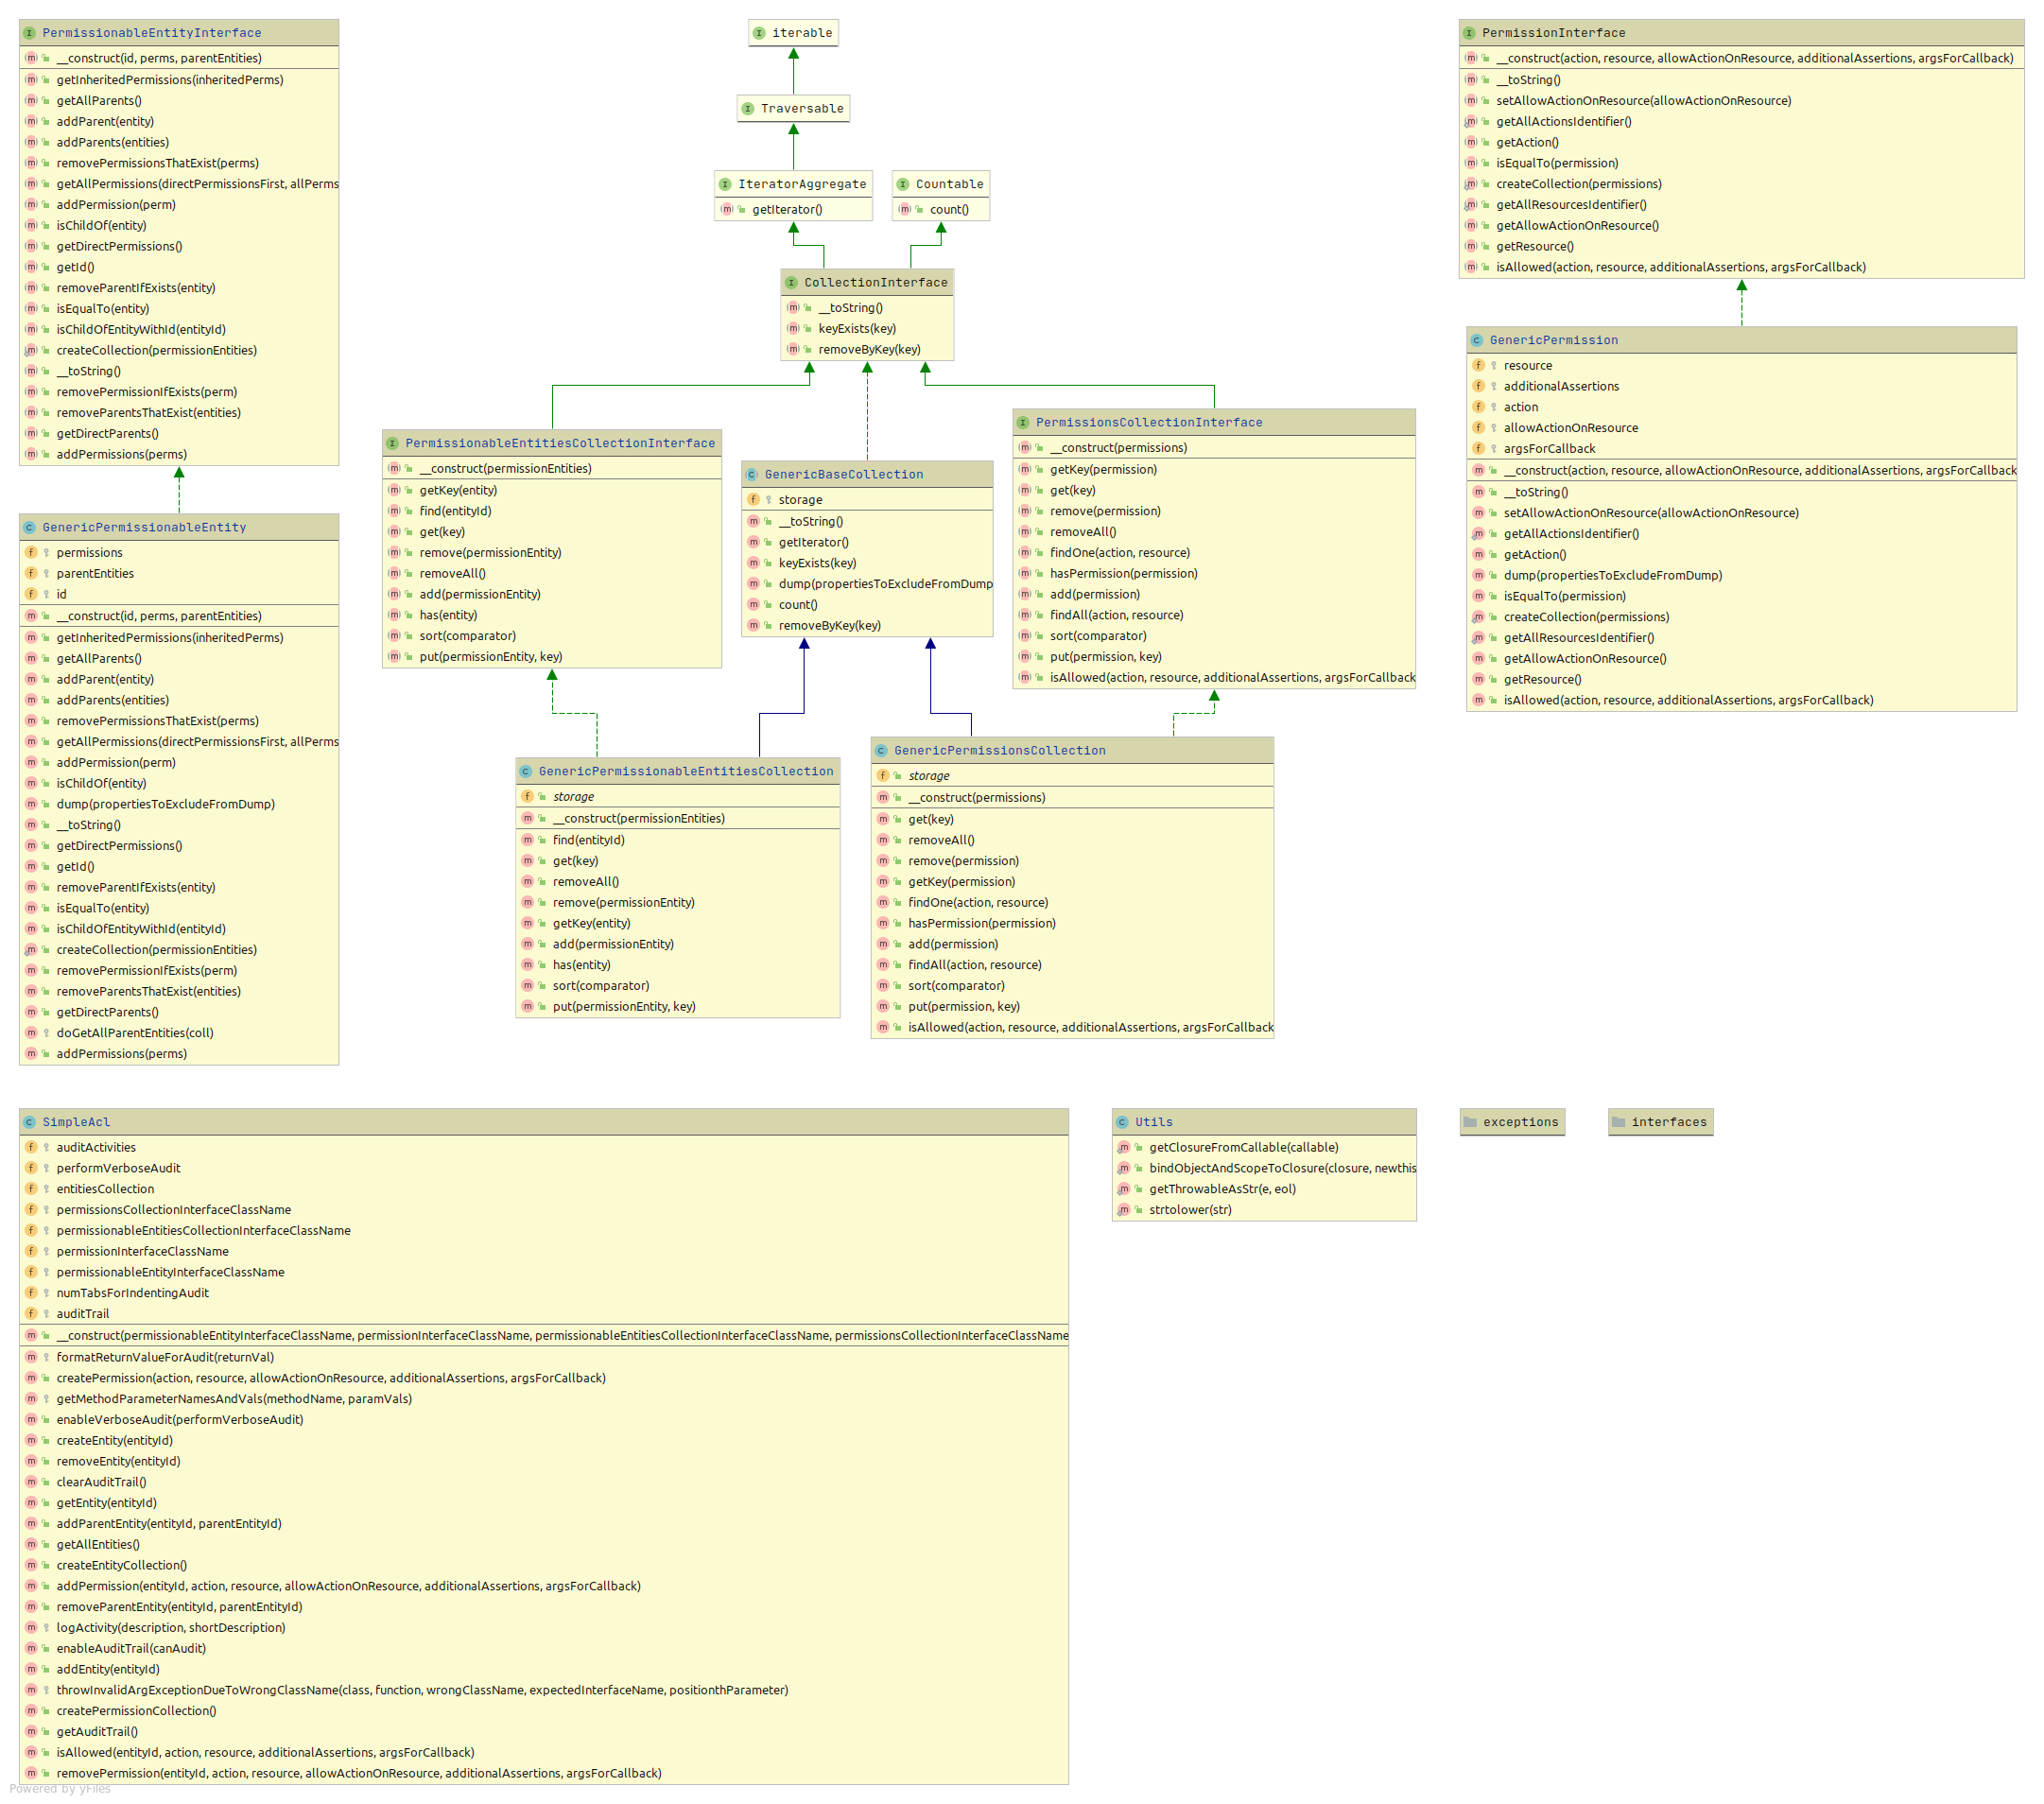 PermissionableEntityInterface
__construct(id, perms, parentEntities)
getInheritedPermissions(inheritedPerms)
getAllParents()
addParent(entity)
addParents(entities)
removePermissionsThatExist(perms)
getAllPermissions(directPermissionsFirst, allPerms
addPermission(perm)
isChildOf(entity)
getDirectPermissions()
getId()
removeParentIfExists(entity)
isEqualTo(entity)
isChildOfEntityWithId(entityId)
createCollection(permissionEntities)
__toString()
removePermissionIfExists(perm)
removeParentsThatExist(entities)
getDirectParents()
addPermissions(perms)
GenericPermissionableEntity
permissions
parentEntities
id
__construct(id, perms, parentEntities)
getInheritedPermissions(inheritedPerms)
getAllParents()
addParent(entity)
addParents(entities)
removePermissionsThatExist(perms)
getAllPermissions(directPermissionsFirst, allPerms
addPermission(perm)
isChildOf(entity)
dump(propertiesToExcludeFromDump)
__toString()
getDirectPermissions()
getId()
removeParentIfExists(entity)
isEqualTo(entity)
isChildOfEntityWithId(entityId)
createCollection(permissionEntities)
removePermissionIfExists(perm)
removeParentsThatExist(entities)
getDirectParents()
doGetAllParentEntities(coll)
addPermissions(perms)
iterable
Traversable
IteratorAggregate
getIterator()
Countable
count()
CollectionInterface
__toString()
keyExists(key)
removeByKey(key)
PermissionableEntitiesCollectionInterface
__construct(permissionEntities)
getKey(entity)
find(entityId)
get(key)
remove(permissionEntity)
removeAll()
add(permissionEntity)
has(entity)
sort(comparator)
put(permissionEntity, key)
GenericBaseCollection
storage
__toString()
getIterator()
keyExists(key)
dump(propertiesToExcludeFromDump
count()
removeByKey(key)
PermissionsCollectionInterface
__construct(permissions)
getKey(permission)
get(key)
remove(permission)
removeAll()
findOne(action, resource)
hasPermission(permission)
add(permission)
findAll(action, resource)
sort(comparator)
put(permission, key)
isAllowed(action, resource, additionalAssertions, argsForCallback
GenericPermissionableEntitiesCollection
storage
__construct(permissionEntities)
find(entityId)
get(key)
removeAll()
remove(permissionEntity)
getKey(entity)
add(permissionEntity)
has(entity)
sort(comparator)
put(permissionEntity, key)
GenericPermissionsCollection
storage
__construct(permissions)
get(key)
removeAll()
remove(permission)
getKey(permission)
findOne(action, resource)
hasPermission(permission)
add(permission)
findAll(action, resource)
sort(comparator)
put(permission, key)
isAllowed(action, resource, additionalAssertions, argsForCallback
PermissionInterface
__construct(action, resource, allowActionOnResource, additionalAssertions, argsForCallback)
__toString()
setAllowActionOnResource(allowActionOnResource)
getAllActionsIdentifier()
getAction()
isEqualTo(permission)
createCollection(permissions)
getAllResourcesIdentifier()
getAllowActionOnResource()
getResource()
isAllowed(action, resource, additionalAssertions, argsForCallback)
GenericPermission
resource
additionalAssertions
action
allowActionOnResource
argsForCallback
__construct(action, resource, allowActionOnResource, additionalAssertions, argsForCallback
__toString()
setAllowActionOnResource(allowActionOnResource)
getAllActionsIdentifier()
getAction()
dump(propertiesToExcludeFromDump)
isEqualTo(permission)
createCollection(permissions)
getAllResourcesIdentifier()
getAllowActionOnResource()
getResource()
isAllowed(action, resource, additionalAssertions, argsForCallback)
SimpleAcl
auditActivities
performVerboseAudit
entitiesCollection
permissionsCollectionInterfaceClassName
permissionableEntitiesCollectionInterfaceClassName
permissionInterfaceClassName
permissionableEntityInterfaceClassName
numTabsForIndentingAudit
auditTrail
__construct(permissionableEntityInterfaceClassName, permissionInterfaceClassName, permissionableEntitiesCollectionInterfaceClassName, permissionsCollectionInterfaceClassName
formatReturnValueForAudit(returnVal)
createPermission(action, resource, allowActionOnResource, additionalAssertions, argsForCallback)
getMethodParameterNamesAndVals(methodName, paramVals)
enableVerboseAudit(performVerboseAudit)
createEntity(entityId)
removeEntity(entityId)
clearAuditTrail()
getEntity(entityId)
addParentEntity(entityId, parentEntityId)
getAllEntities()
createEntityCollection()
addPermission(entityId, action, resource, allowActionOnResource, additionalAssertions, argsForCallback)
removeParentEntity(entityId, parentEntityId)
logActivity(description, shortDescription)
enableAuditTrail(canAudit)
addEntity(entityId)
throwInvalidArgExceptionDueToWrongClassName(class, function, wrongClassName, expectedInterfaceName, positionthParameter)
createPermissionCollection()
getAuditTrail()
isAllowed(entityId, action, resource, additionalAssertions, argsForCallback)
removePermission(entityId, action, resource, allowActionOnResource, additionalAssertions, argsForCallback)
Utils
getClosureFromCallable(callable)
bindObjectAndScopeToClosure(closure, newthis
getThrowableAsStr(e, eol)
strtolower(str)
exceptions
interfaces
Powered by yFiles